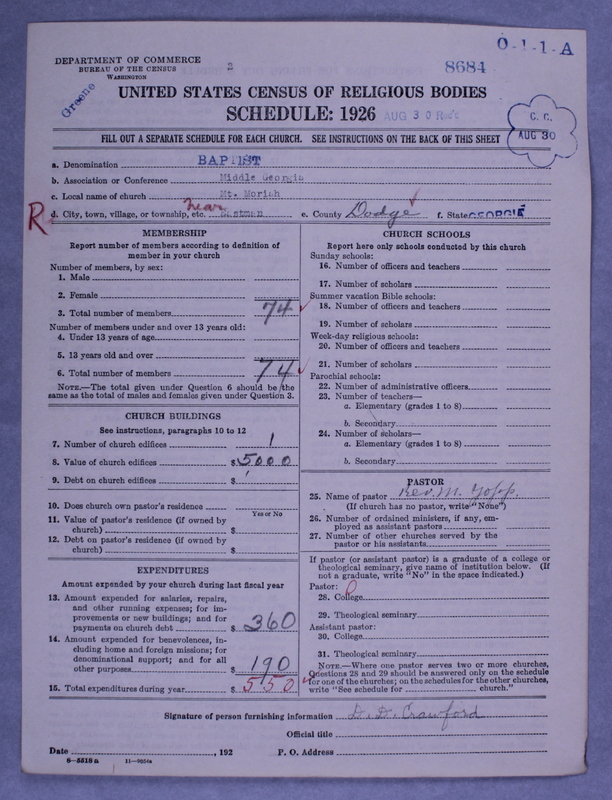 O-1-1-A
DEPARTMENT OF COMMERCE
BUREAU OF THE CENSUS
WASHINGTON
2
8684
Greene
UNITED STATES CENSUS OF RELIGIOUS BODIES
SCHEDULE: 1926
AUG 30 Rec'd
C. C.
AUG 30
FILL OUT A SEPARATE SCHEDULE FOR EACH CHURCH. SEE INSTRUCTIONS ON THE BACK OF THIS SHEET
a. Denomination BAPTIST
b. Association or Conference Middle Georgia
c. Local name of church Mt. Moriah
R d. City, town, village, or township, etc. near Eastman e. County Dodge f. State GEORGIA
MEMBERSHIP
Report number of members according to definition of
member in your church
Number of members, by sex:
1. Male
2. Female
3. Total number of members 74
Number of members under and over 13 years old:
4. Under 13 years of age
5. 13 years old and over
6. Total number of members 74
NOTE.—The total given under Question 6 should be the
same as the total of males and females given under Question 3.
CHURCH BUILDINGS
See instructions, paragraphs 10 to 12
7. Number of church edifices 1
8. Value of church edifices $5000
9. Debt on church edifices $
10. Does church own pastor's residence
Yes or No
11. Value of pastor's residence (if owned by
church) $
12. Debt on pastor's residence (if owned by
church) $
EXPENDITURES
Amount expended by your church during last fiscal year
13. Amount expended for salaries, repairs,
and other running expenses; for im-
provements or new buildings; and for
payments on church debt $ 360
14. Amount expended for benevolences, in-
cluding home and foreign missions; for
denominational support; and for all
other purposes $ 190
15. Total expenditures during year $ 550
CHURCH SCHOOLS
Report here only schools conducted by this church
Sunday schools:
16. Number of officers and teachers
17. Number of scholars
Summer vacation Bible schools:
18. Number of officers and teachers
19. Number of scholars
Week-day religious schools:
20. Number of officers and teachers
21. Number of scholars
Parochial schools:
22. Number of administrative officers
23. Number of teachers—
a. Elementary (grades 1 to 8)
b. Secondary
24. Number of scholars—
a. Elementary (grades 1 to 8)
b. Secondary
PASTOR
25. Name of pastor Rev. M. Yopp.
(If church has no pastor, write "None")
26. Number of ordained ministers, if any, em-
ployed as assistant pastors
27. Number of other churches served by the
pastor or his assistants
If pastor (or assistant pastor) is a graduate of a college or
theological seminary, give name of institution below. (If
not a graduate, write "No" in the space indicated.)
Pastor:
28. College
29. Theological seminary
Assistant pastor:
30. College
31. Theological seminary
NOTE.—Where one pastor serves two or more churches,
Questions 28 and 29 should be answered only on the schedule
for one of the churches; on the schedules for the other churches,
write "See schedule for church."
Signature of person furnishing information D. D. Crawford
Official title
Date , 192 P. O. Address
6-5518a 11-9954a